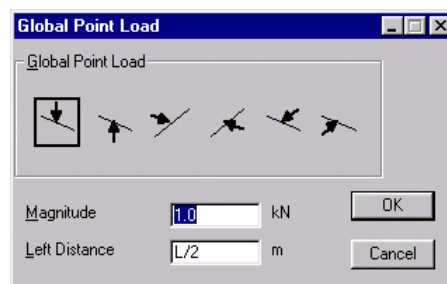 Global Point Load
Global Point Load
Magnitude 1.0 kN
OK
Left Distance L/2 m
Cancel